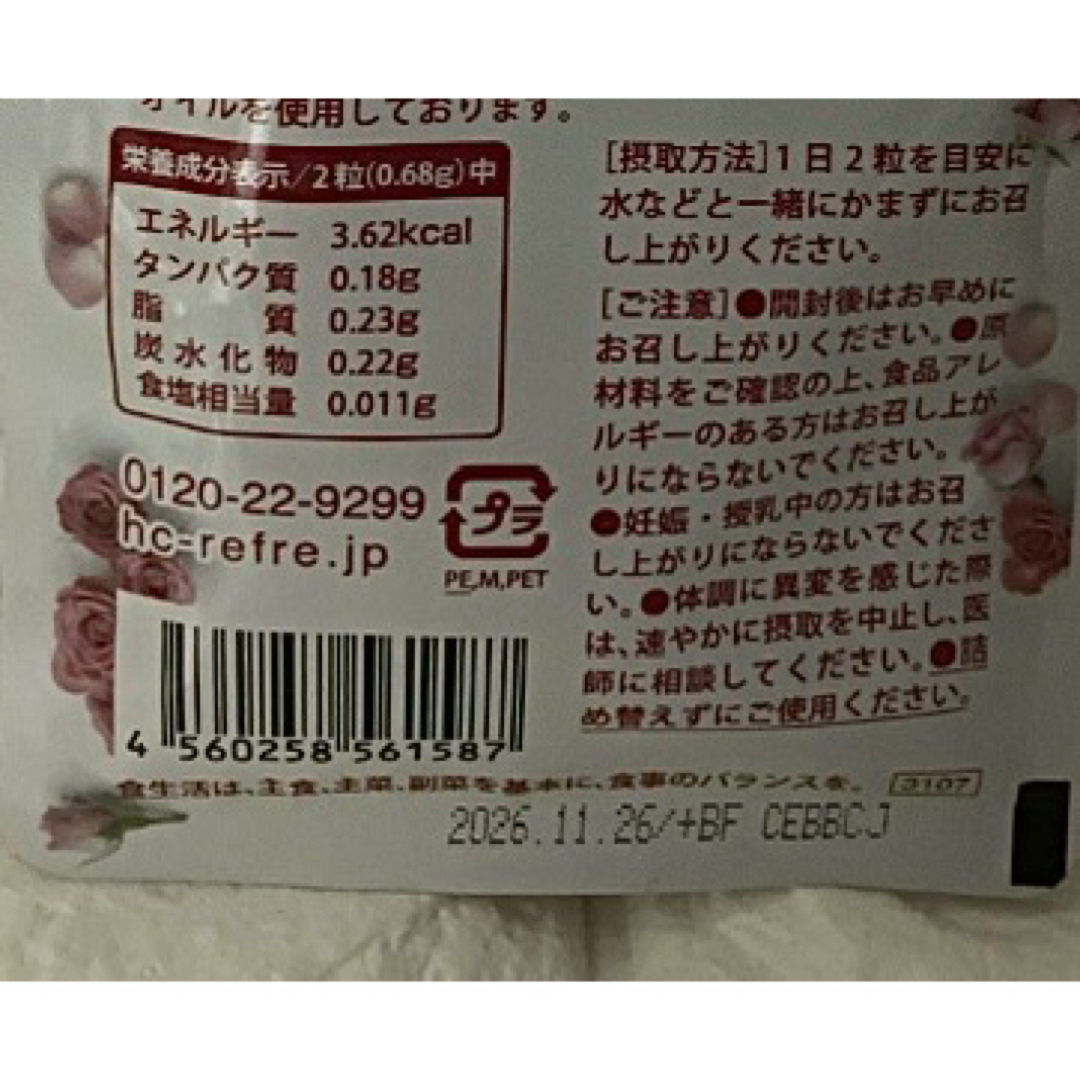 オイルを使用しております。
栄養成分表示/2粒(0.68g)中
エネルギー 3.62kcal
タンパク質 0.18g
脂質 0.23g
炭水化物 0.22g
食塩相当量 0.011g
0120-22-9299
hc-refre.jp
プラ
PE,M,PET
4 560258 561587
[摂取方法]1日2粒を目安に
水などと一緒にかまずにお召
し上がりください。
[ご注意]●開封後はお早めに
お召し上がりください。●原
材料をご確認の上、食品アレ
ルギーのある方はお召し上が
りにならないでください。
●妊娠・授乳中の方はお召
し上がりにならないでくださ
い。●体調に異変を感じた際
は、速やかに摂取を中止し、医
師に相談してください。●詰
め替えずにご使用ください。
食生活は、主食、主菜、副菜を基本に、食事のバランスを。 3107
2026.11.26/+BF CEBBCJ